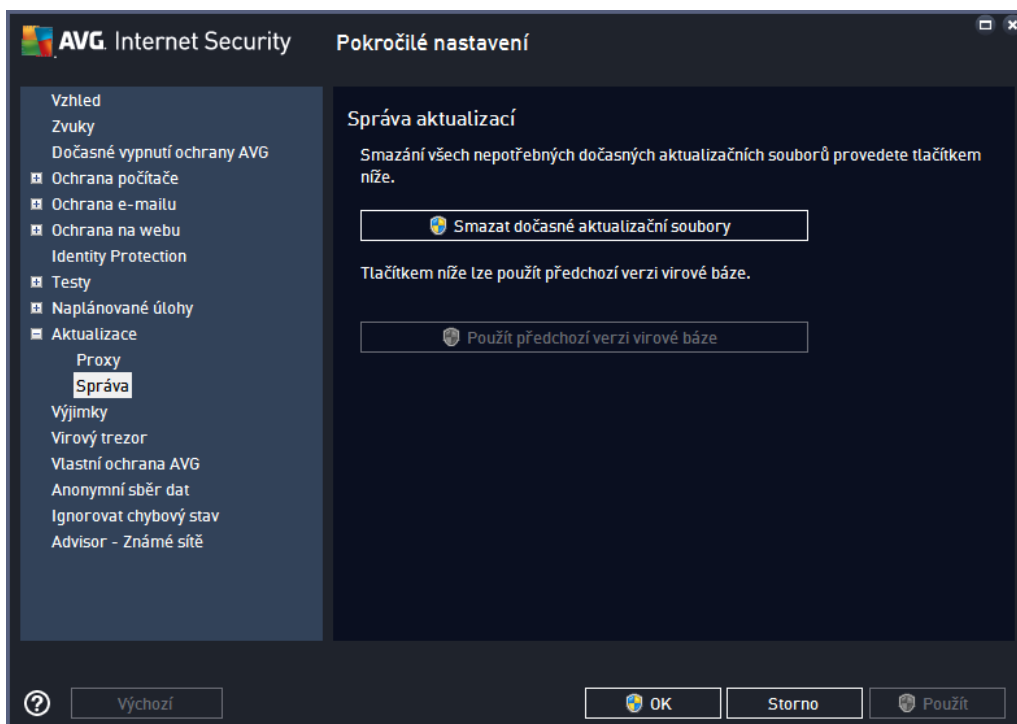 AVG. Internet Security
Pokročilé nastavení
Vzhled
Zvuky
Dočasné vypnutí ochrany AVG
Ochrana počítače
Ochrana e-mailu
Ochrana na webu
Identity Protection
Testy
Naplánované úlohy
Aktualizace
Proxy
Správa
Výjimky
Virový trezor
Vlastní ochrana AVG
Anonymní sběr dat
Ignorovat chybový stav
Advisor - Známé sítě
Správa aktualizací
Smazání všech nepotřebných dočasných aktualizačních souborů provedete tlačítkem
níže.
Smazat dočasné aktualizační soubory
Tlačítkem níže lze použít předchozí verzi virové báze.
Použít předchozí verzi virové báze
Výchozí
OK
Storno
Použít